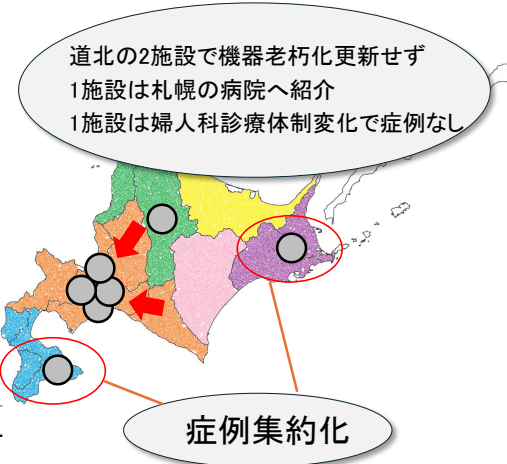 道北の2施設で機器老朽化更新せず
1施設は札幌の病院へ紹介
1施設は婦人科診療体制変化で症例なし
症例集約化